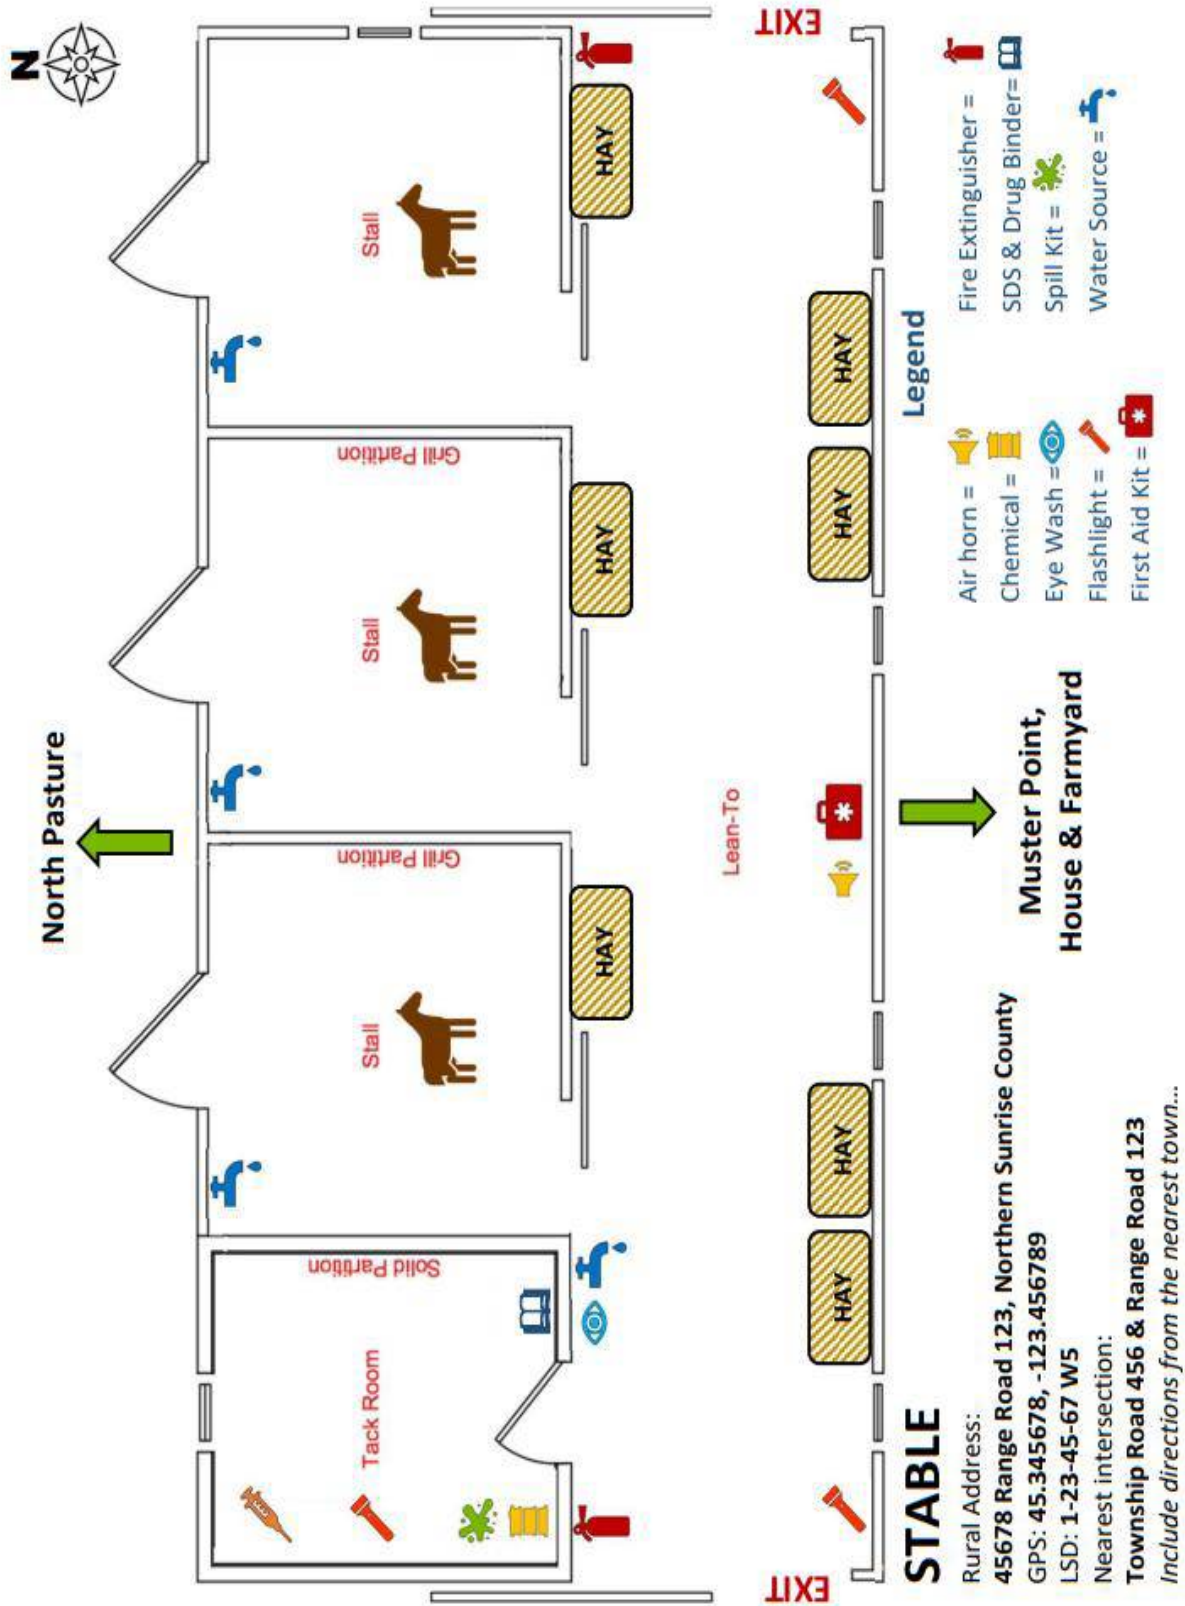 N
North Pasture
EXIT
Tack Room
Solid Partition
Stall
Grill Partition
Stall
Grill Partition
Stall
HAY
HAY
HAY
Lean-To
HAY
HAY
HAY
HAY
EXIT
STABLE
Rural Address:
45678 Range Road 123, Northern Sunrise County
GPS: 45.345678, -123.456789
LSD: 1-23-45-67 W5
Nearest intersection:
Township Road 456 & Range Road 123
Include directions from the nearest town...
Muster Point,
House & Farmyard
Legend
Air horn =
Chemical =
Eye Wash =
Flashlight =
First Aid Kit =
Fire Extinguisher =
SDS & Drug Binder=
Spill Kit =
Water Source =